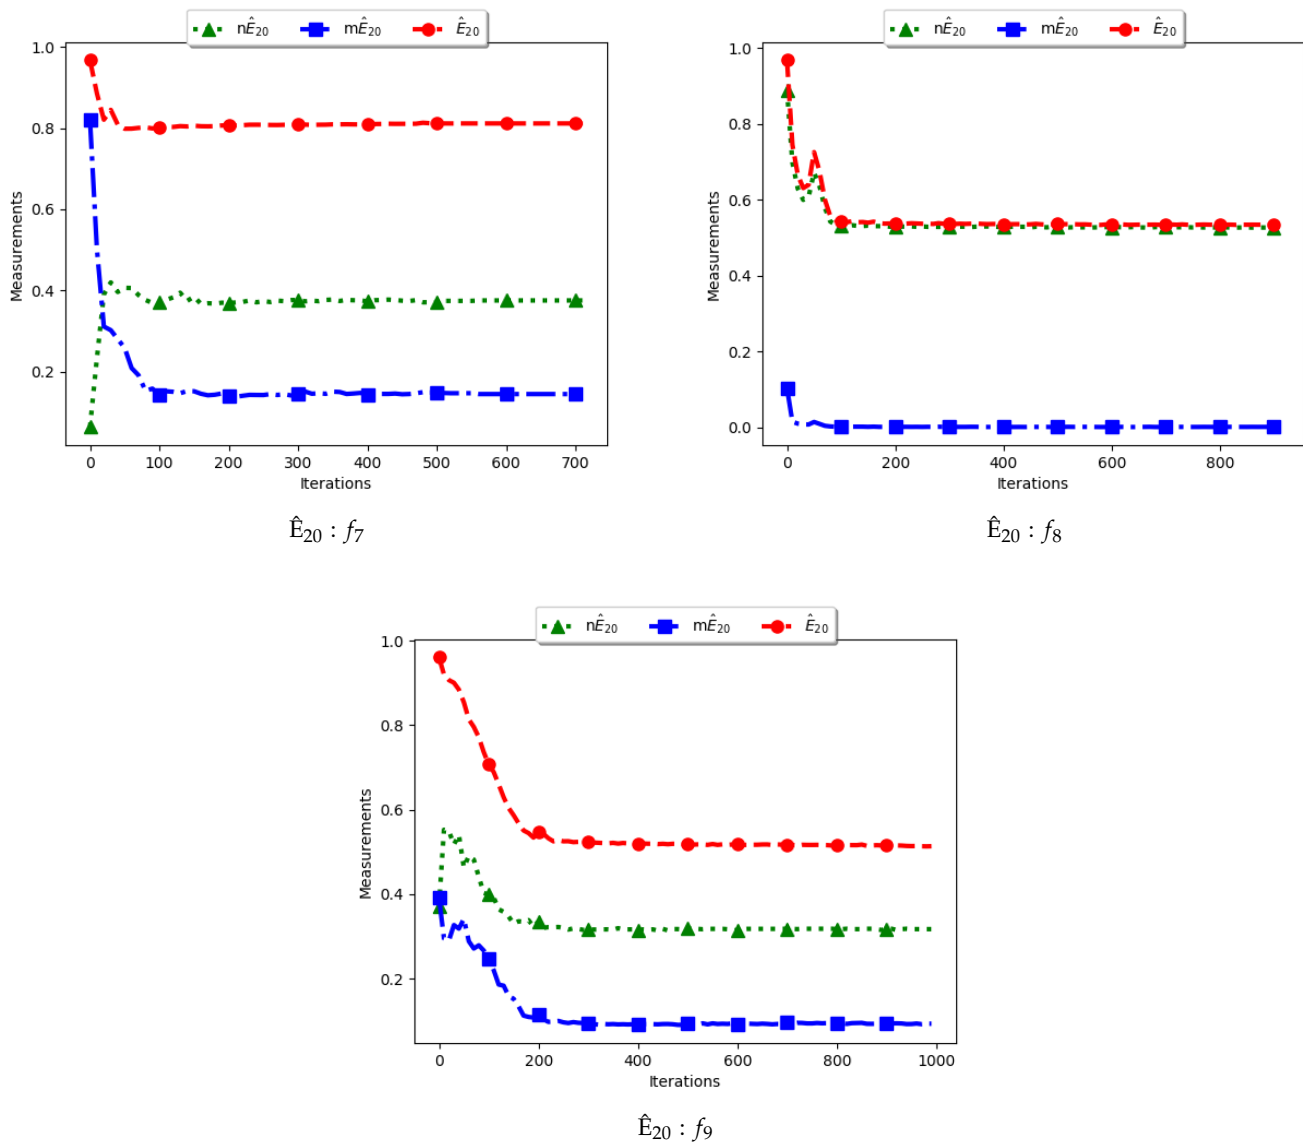 nÊ₂₀ mÊ₂₀ Ê₂₀
1.0
0.8
0.6
0.4
0.2
Measurements
0 100 200 300 400 500 600 700
Iterations
Ê₂₀ : f₇
nÊ₂₀ mÊ₂₀ Ê₂₀
1.0
0.8
0.6
0.4
0.2
0.0
Measurements
0 200 400 600 800
Iterations
Ê₂₀ : f₈
nÊ₂₀ mÊ₂₀ Ê₂₀
1.0
0.8
0.6
0.4
0.2
Measurements
0 200 400 600 800 1000
Iterations
Ê₂₀ : f₉